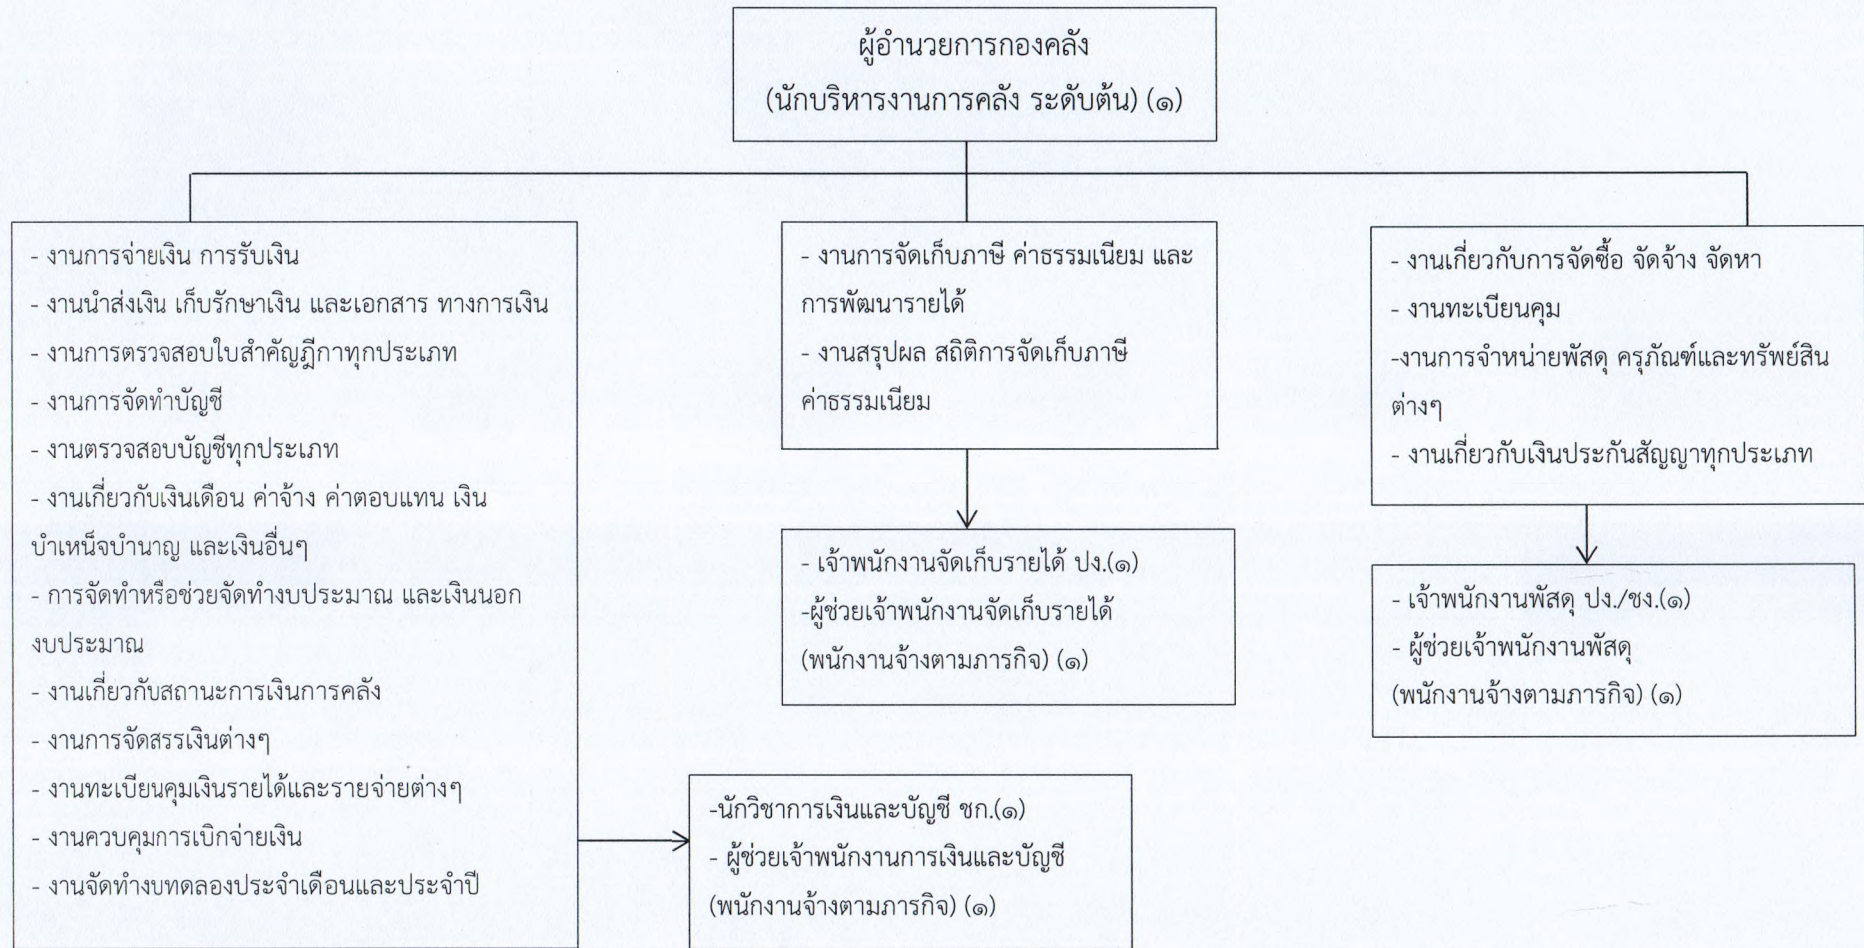 ผู้อำนวยการกองคลัง
(นักบริหารงานการคลัง ระดับต้น) (๑)
- งานการจ่ายเงิน การรับเงิน
- งานนำส่งเงิน เก็บรักษาเงิน และเอกสาร ทางการเงิน
- งานการตรวจสอบใบสำคัญฎีกาทุกประเภท
- งานการจัดทำบัญชี
- งานตรวจสอบบัญชีทุกประเภท
- งานเกี่ยวกับเงินเดือน ค่าจ้าง ค่าตอบแทน เงิน
บำเหน็จบำนาญ และเงินอื่นๆ
- การจัดทำหรือช่วยจัดทำงบประมาณ และเงินนอก
งบประมาณ
- งานเกี่ยวกับสถานะการเงินการคลัง
- งานการจัดสรรเงินต่างๆ
- งานทะเบียนคุมเงินรายได้และรายจ่ายต่างๆ
- งานควบคุมการเบิกจ่ายเงิน
- งานจัดทำงบทดลองประจำเดือนและประจำปี
-นักวิชาการเงินและบัญชี ชก.(๑)
- ผู้ช่วยเจ้าพนักงานการเงินและบัญชี
(พนักงานจ้างตามภารกิจ) (๑)
- งานการจัดเก็บภาษี ค่าธรรมเนียม และ
การพัฒนารายได้
- งานสรุปผล สถิติการจัดเก็บภาษี
ค่าธรรมเนียม
- เจ้าพนักงานจัดเก็บรายได้ ปง.(๑)
-ผู้ช่วยเจ้าพนักงานจัดเก็บรายได้
(พนักงานจ้างตามภารกิจ) (๑)
- งานเกี่ยวกับการจัดซื้อ จัดจ้าง จัดหา
- งานทะเบียนคุม
-งานการจำหน่ายพัสดุ ครุภัณฑ์และทรัพย์สิน
ต่างๆ
- งานเกี่ยวกับเงินประกันสัญญาทุกประเภท
- เจ้าพนักงานพัสดุ ปง./ชง.(๑)
- ผู้ช่วยเจ้าพนักงานพัสดุ
(พนักงานจ้างตามภารกิจ) (๑)